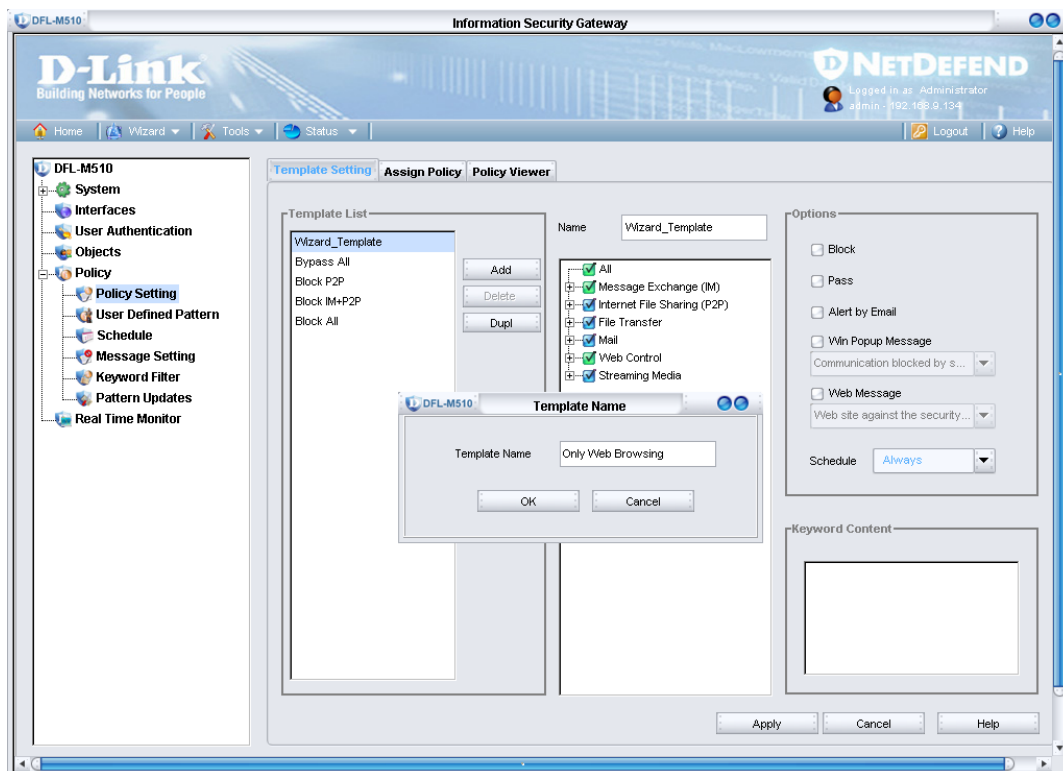 DFL-M510
Information Security Gateway
D-Link
Building Networks for People
NETDEFEND
Logged in as Administrator
admin - 192.168.9.134
Home
Wizard
Tools
Status
Logout
Help
DFL-M510
System
Interfaces
User Authentication
Objects
Policy
Policy Setting
User Defined Pattern
Schedule
Message Setting
Keyword Filter
Pattern Updates
Real Time Monitor
Template Setting
Assign Policy
Policy Viewer
Template List
Wizard_Template
Bypass All
Block P2P
Block IM+P2P
Block All
Add
Delete
Dupl
Name
Wizard_Template
All
Message Exchange (IM)
Internet File Sharing (P2P)
File Transfer
Mail
Web Control
Streaming Media
Options
Block
Pass
Alert by Email
Win Popup Message
Communication blocked by s...
Web Message
Web site against the security...
Schedule
Always
DFL-M510
Template Name
Template Name
Only Web Browsing
OK
Cancel
Keyword Content
Apply
Cancel
Help